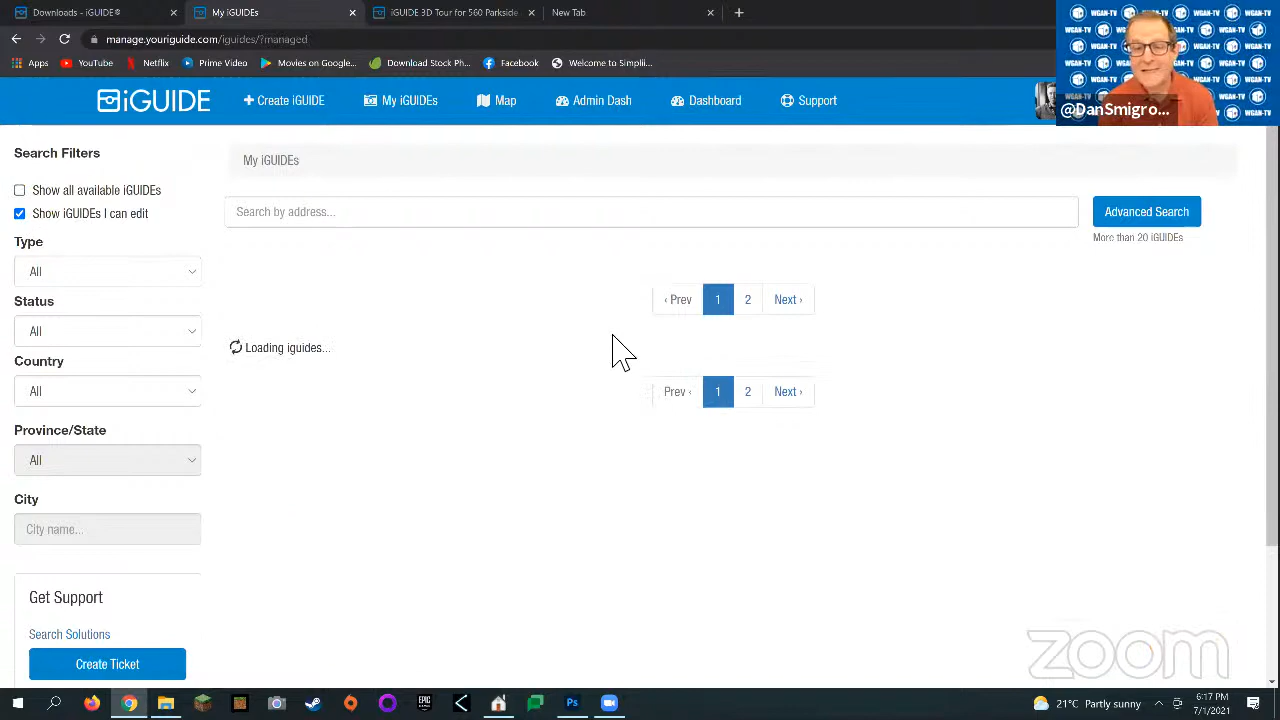 Downloads - iGUIDE®
My iGUIDEs
iGUIDE 3D Tour for 560 Parkside
New Tab
manage.youriguide.com/iguides/?managed
Apps
YouTube
Netflix
Prime Video
Movies on Google...
Download Stock Ph...
Facebook
Welcome to Simplii...
WGAN-TV
@DanSmigro...
iGUIDE
Create iGUIDE
My iGUIDEs
Map
Admin Dash
Dashboard
Support
Search Filters
Show all available iGUIDEs
Show iGUIDEs I can edit
Type
All
Status
All
Country
All
Province/State
All
City
City name...
Get Support
Search Solutions
Create Ticket
My iGUIDEs
Search by address...
Advanced Search
More than 20 iGUIDEs
‹ Prev 1 2 Next ›
Loading iguides...
Prev ‹ 1 2 Next ›
zoom
EPIC
Ps
21°C Partly sunny
6:17 PM
7/1/2021